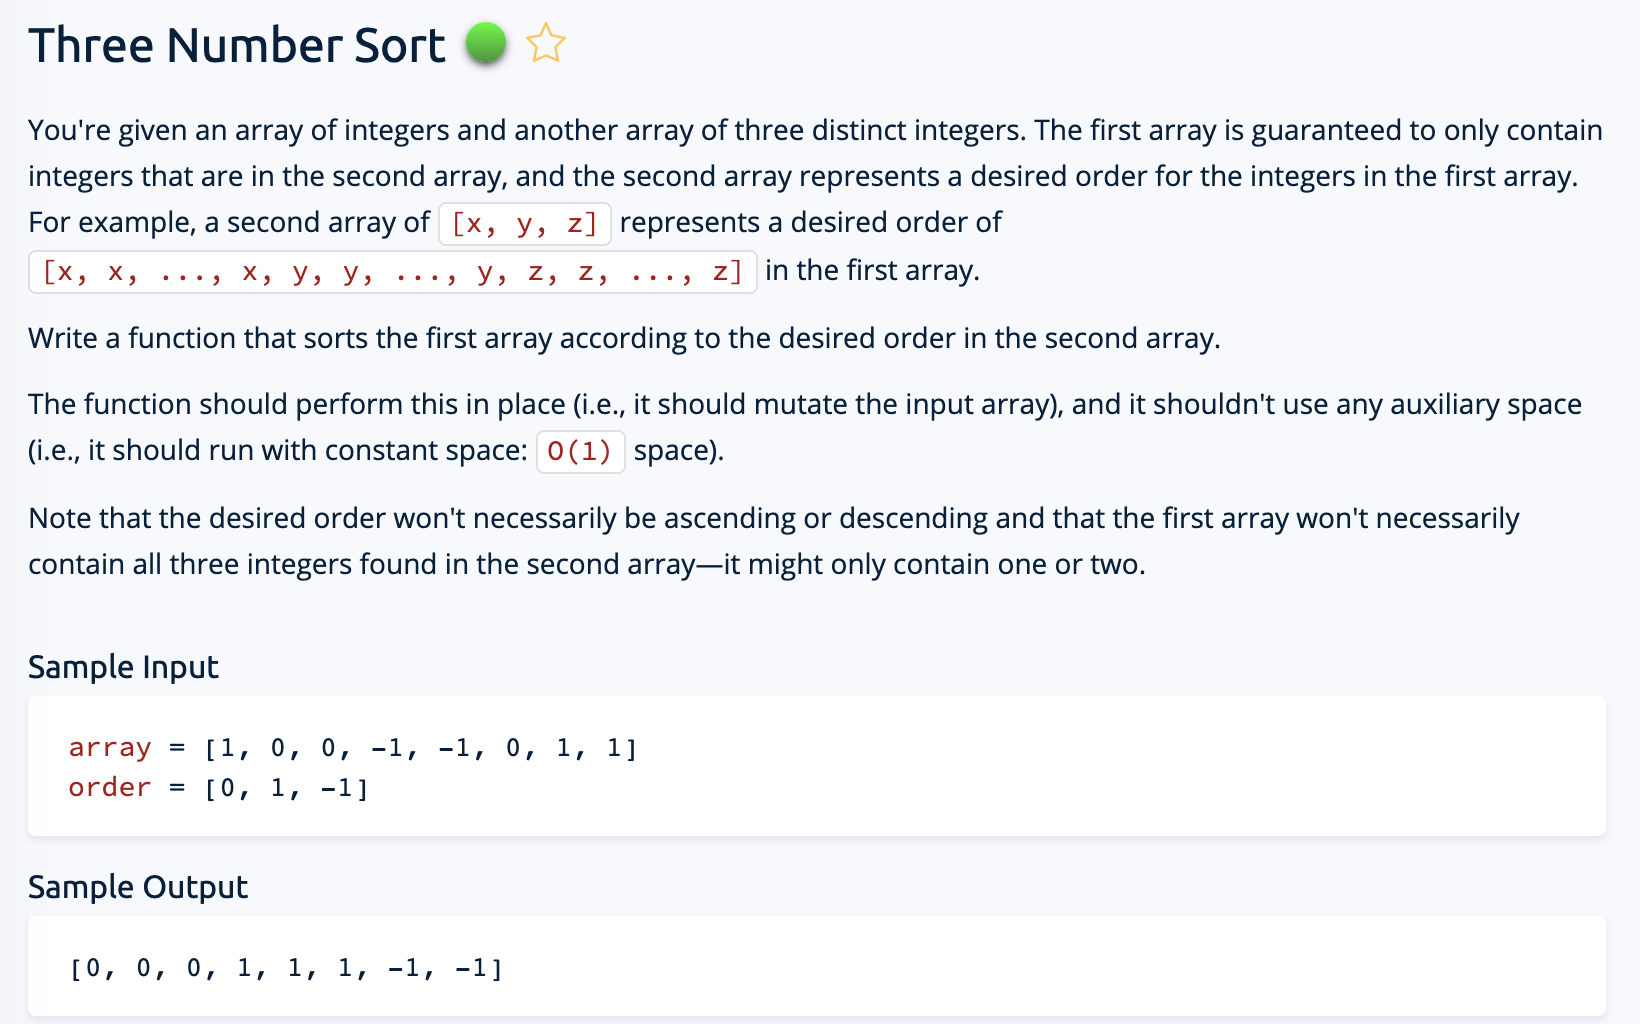 Three Number Sort
You're given an array of integers and another array of three distinct integers. The first array is guaranteed to only contain
integers that are in the second array, and the second array represents a desired order for the integers in the first array.
For example, a second array of [x, y, z] represents a desired order of
[x, x, ..., x, y, y, ..., y, z, z, ..., z] in the first array.
Write a function that sorts the first array according to the desired order in the second array.
The function should perform this in place (i.e., it should mutate the input array), and it shouldn't use any auxiliary space
(i.e., it should run with constant space: O(1) space).
Note that the desired order won't necessarily be ascending or descending and that the first array won't necessarily
contain all three integers found in the second array—it might only contain one or two.
Sample Input
array = [1, 0, 0, -1, -1, 0, 1, 1]
order = [0, 1, -1]
Sample Output
[0, 0, 0, 1, 1, 1, -1, -1]